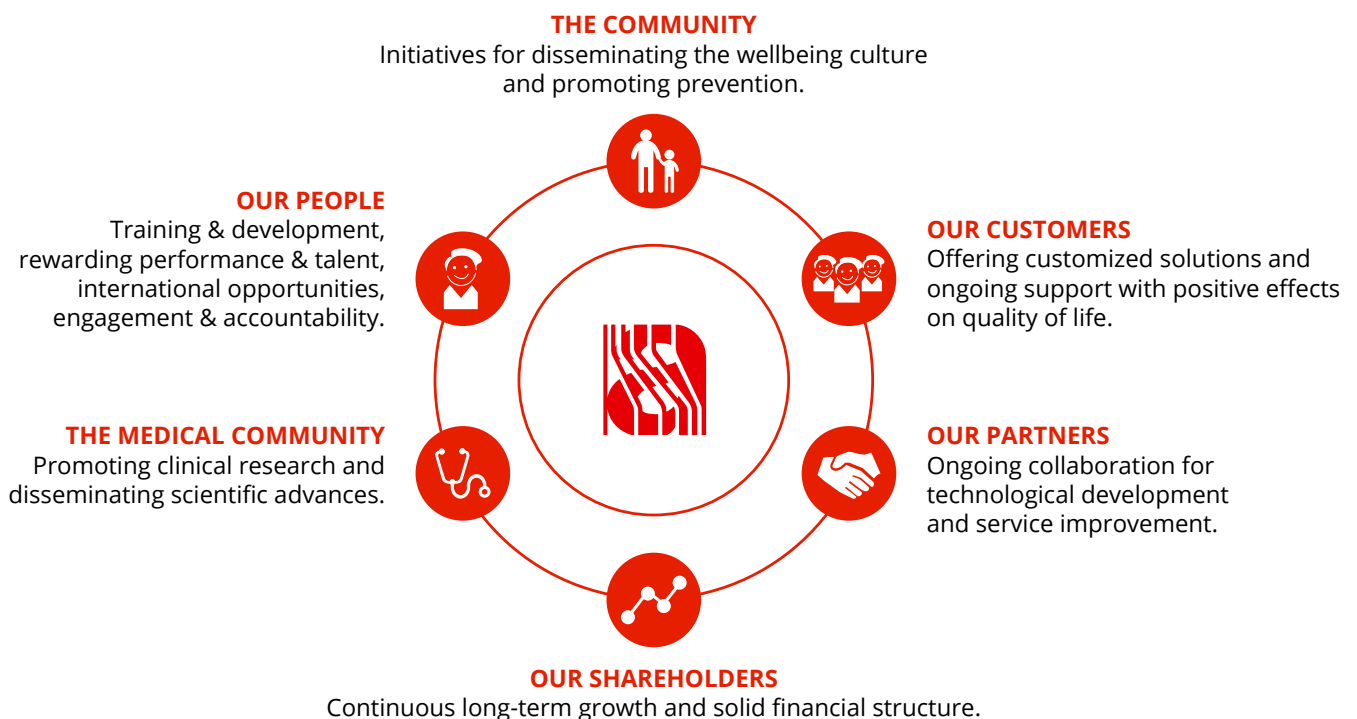 THE COMMUNITY
Initiatives for disseminating the wellbeing culture
and promoting prevention.
OUR PEOPLE
Training & development,
rewarding performance & talent,
international opportunities,
engagement & accountability.
OUR CUSTOMERS
Offering customized solutions and
ongoing support with positive effects
on quality of life.
THE MEDICAL COMMUNITY
Promoting clinical research and
disseminating scientific advances.
OUR PARTNERS
Ongoing collaboration for
technological development
and service improvement.
OUR SHAREHOLDERS
Continuous long-term growth and solid financial structure.